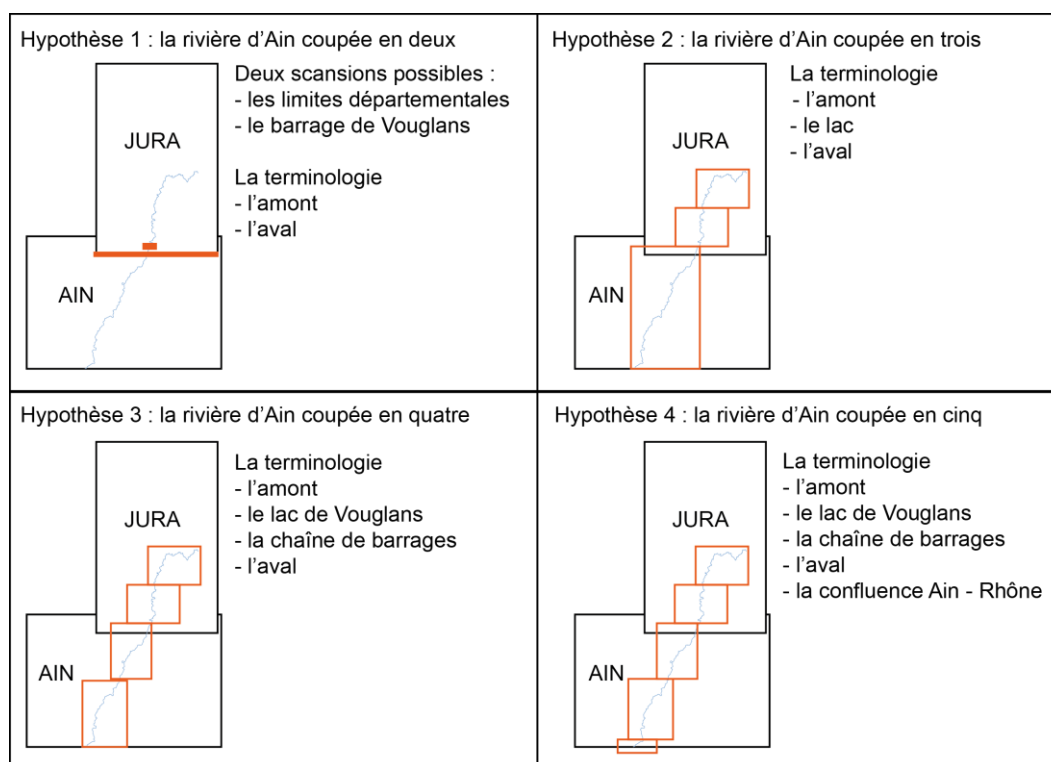 Hypothèse 1 : la rivière d'Ain coupée en deux
Deux scansions possibles :
- les limites départementales
- le barrage de Vouglans
La terminologie
- l'amont
- l'aval
JURA
AIN
Hypothèse 2 : la rivière d'Ain coupée en trois
La terminologie
- l'amont
- le lac
- l'aval
JURA
AIN
Hypothèse 3 : la rivière d'Ain coupée en quatre
La terminologie
- l'amont
- le lac de Vouglans
- la chaîne de barrages
- l'aval
JURA
AIN
Hypothèse 4 : la rivière d'Ain coupée en cinq
La terminologie
- l'amont
- le lac de Vouglans
- la chaîne de barrages
- l'aval
- la confluence Ain - Rhône
JURA
AIN